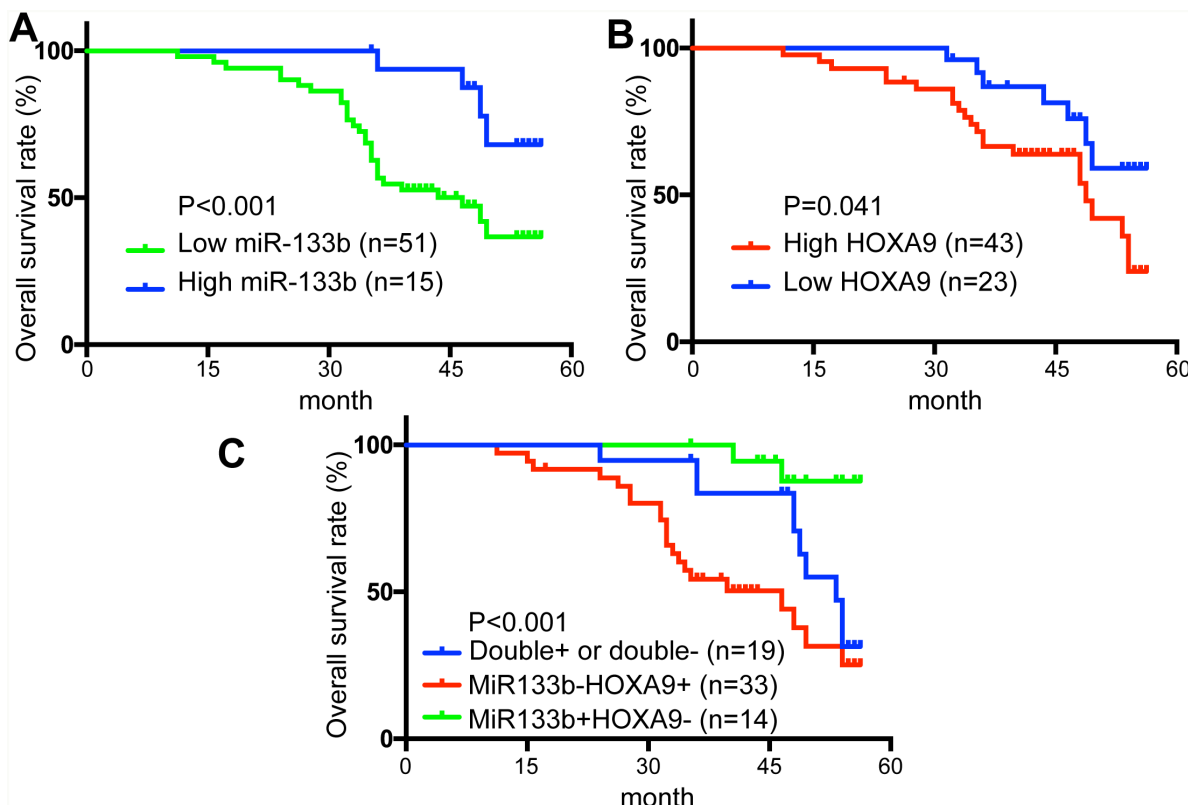 A
Overall survival rate (%)
100
50
0
P<0.001
Low miR-133b (n=51)
High miR-133b (n=15)
0 15 30 45 60
month
B
Overall survival rate (%)
100
50
0
P=0.041
High HOXA9 (n=43)
Low HOXA9 (n=23)
0 15 30 45 60
month
C
Overall survival rate (%)
100
50
0
P<0.001
Double+ or double- (n=19)
MiR133b-HOXA9+ (n=33)
MiR133b+HOXA9- (n=14)
0 15 30 45 60
month